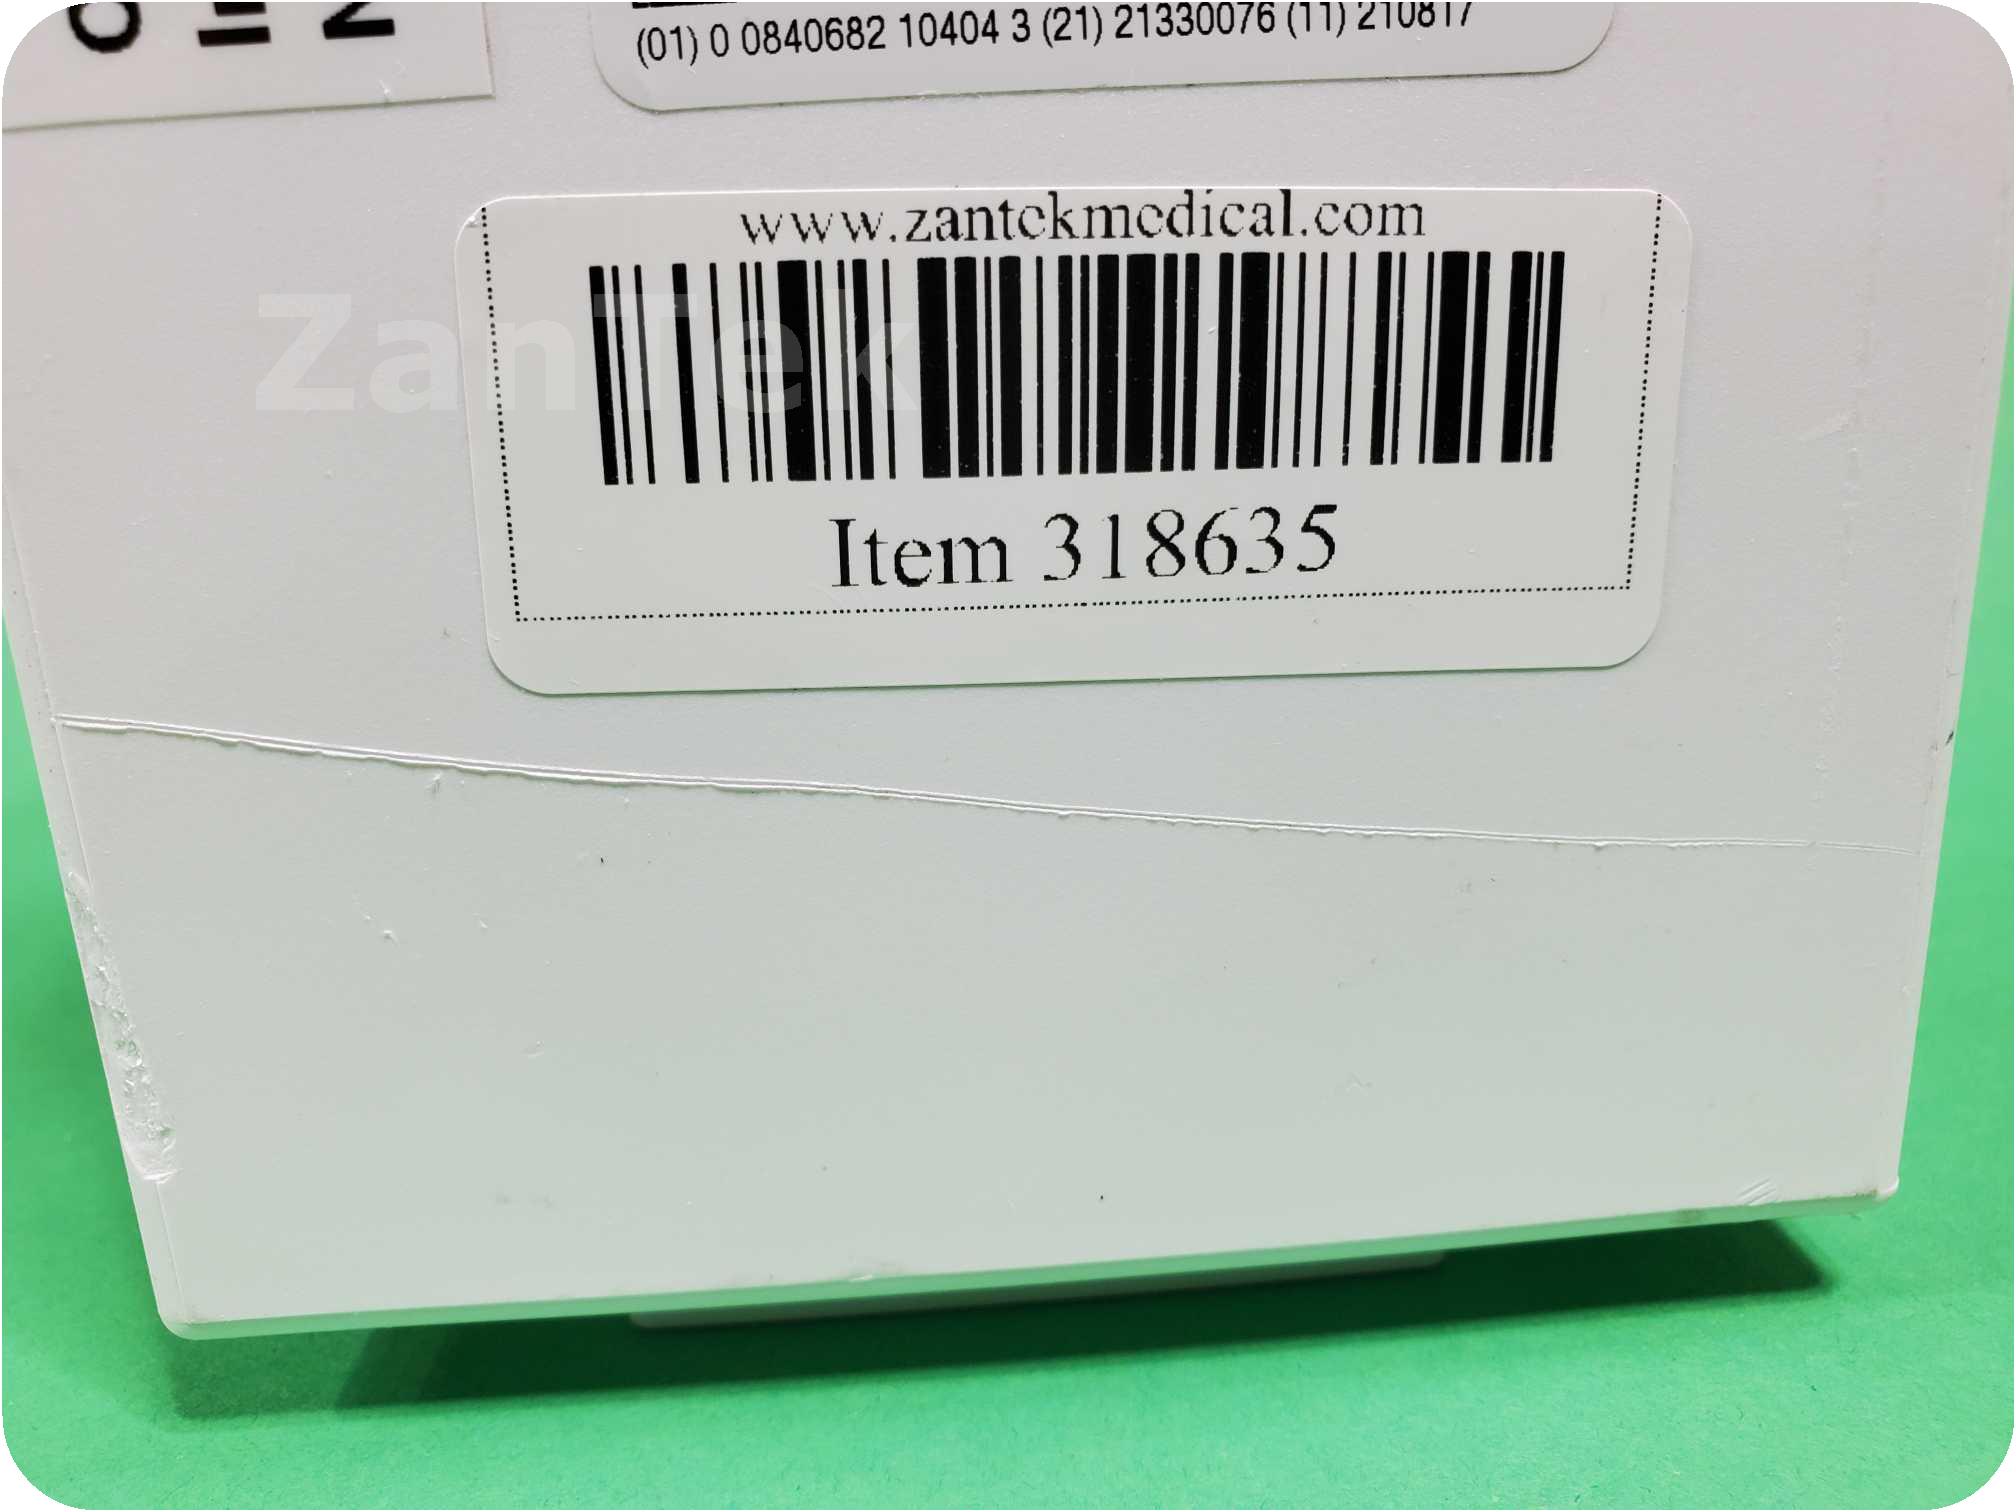 (01) 0 0840682 10404 3 (21) 21330076 (11) 210817
www.zantekmedical.com
ZanTek
Item 318635